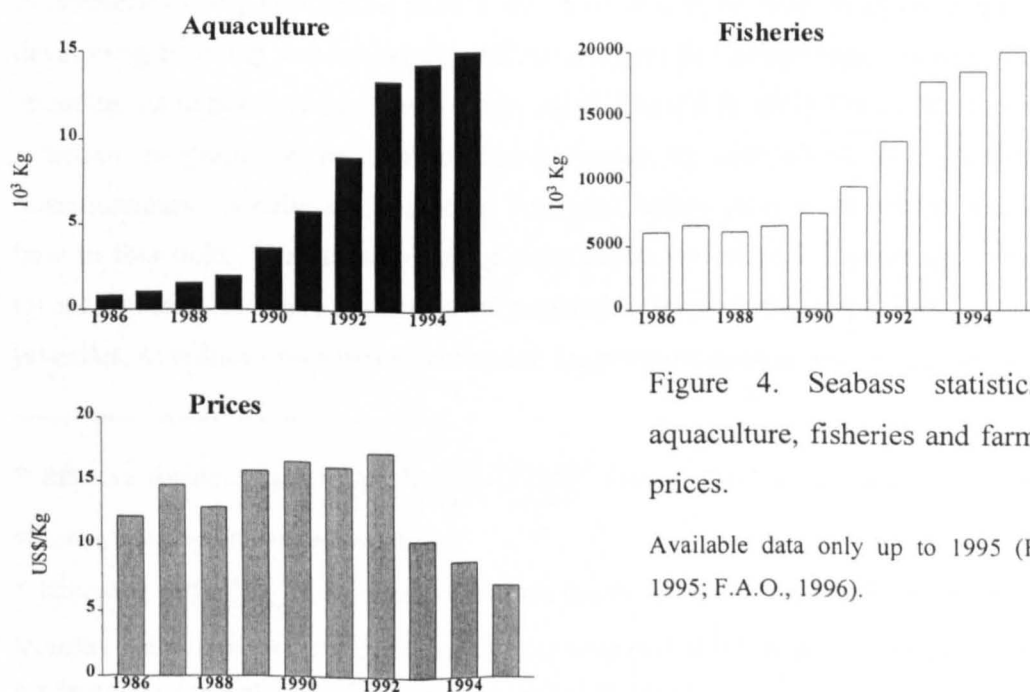 Aquaculture
15
10
5
0
10³ Kg
1986 1988 1990 1992 1994
Fisheries
20000
15000
10000
5000
0
10³ Kg
1986 1988 1990 1992 1994
Prices
20
15
10
5
0
US$/Kg
1986 1988 1990 1992 1994
Figure 4. Seabass statistic
aquaculture, fisheries and farm
prices.
Available data only up to 1995 (
1995; F.A.O., 1996).